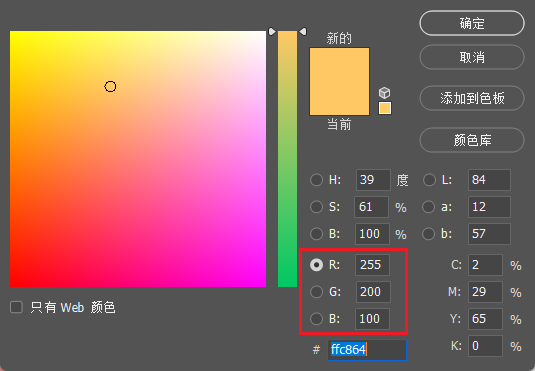 新的
当前
确定
取消
添加到色板
颜色库
H: 39 度
S: 61 %
B: 100 %
R: 255
G: 200
B: 100
# ffc864
L: 84
a: 12
b: 57
C: 2 %
M: 29 %
Y: 65 %
K: 0 %
只有 Web 颜色